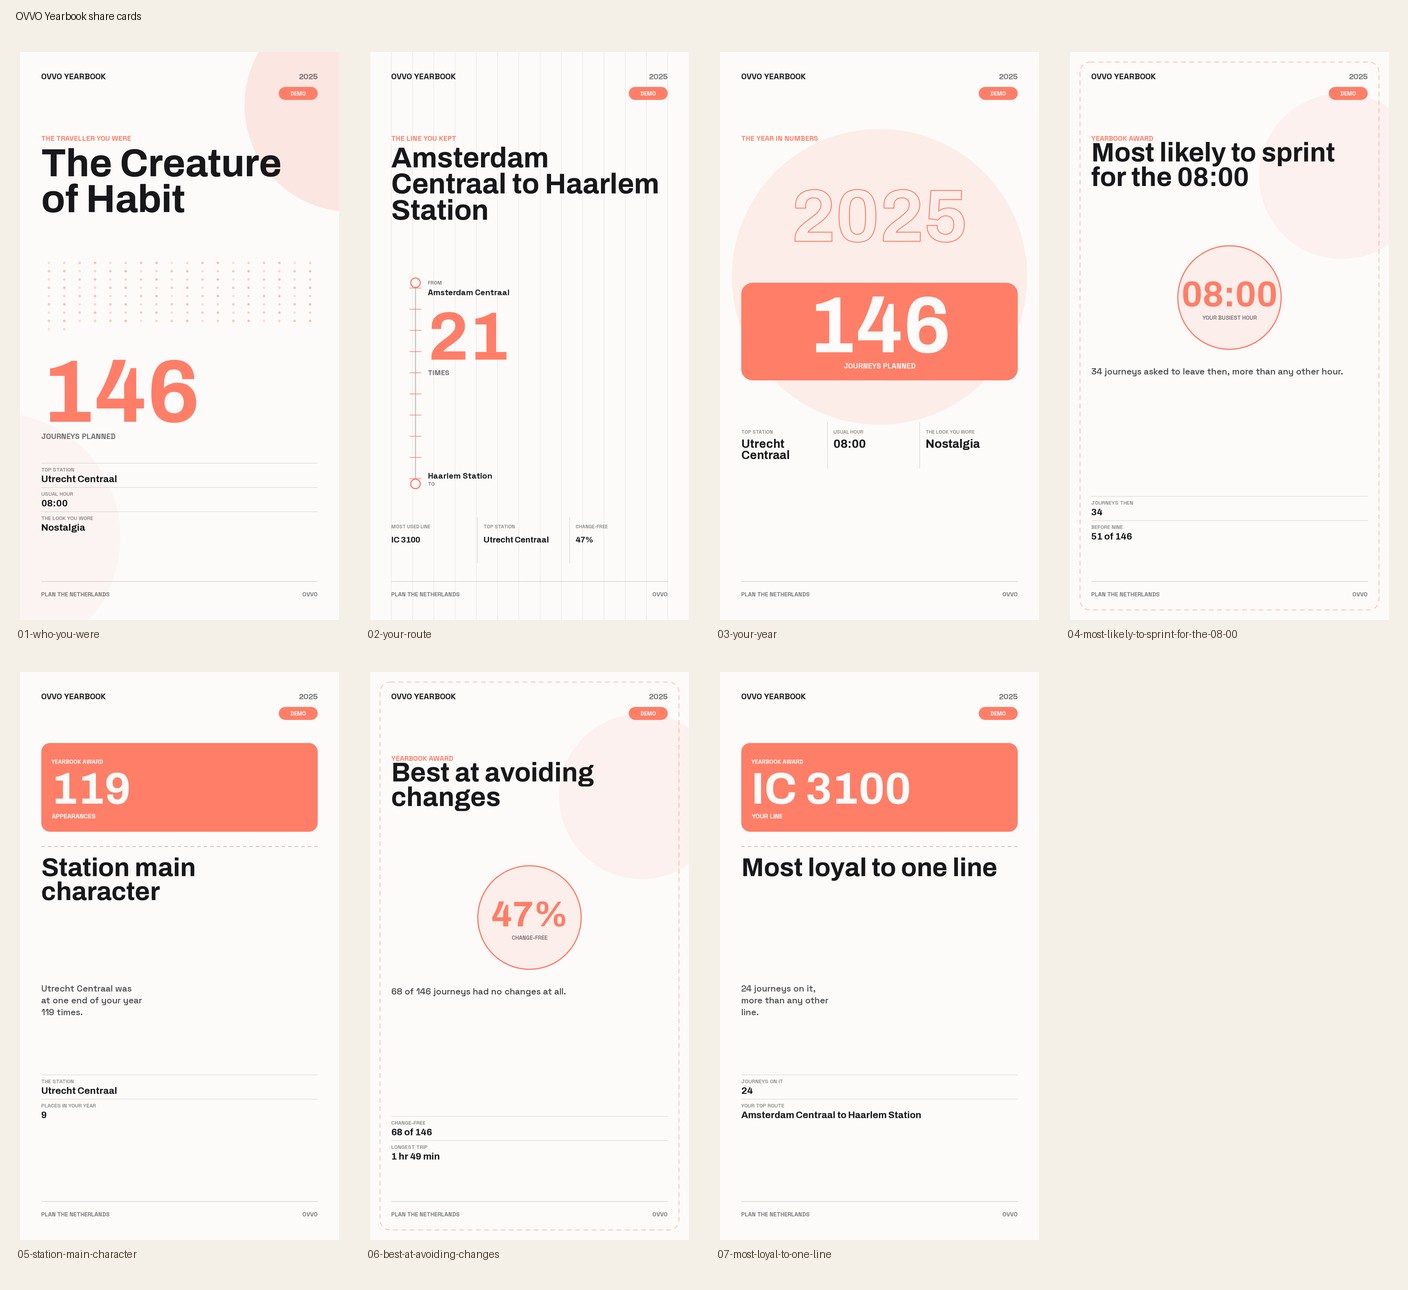 OVVO Yearbook share cards
OVVO YEARBOOK
2025
DEMO
THE TRAVELLER YOU WERE
The Creature
of Habit
146
JOURNEYS PLANNED
TOP STATION
Utrecht Centraal
USUAL HOUR
08:00
THE LOOK YOU WORE
Nostalgia
PLAN THE NETHERLANDS
OVVO
01-who-you-were
OVVO YEARBOOK
2025
DEMO
THE LINE YOU KEPT
Amsterdam
Centraal to Haarlem
Station
FROM
Amsterdam Centraal
21
TIMES
Haarlem Station
TO
MOST USED LINE
IC 3100
TOP STATION
Utrecht Centraal
CHANGE-FREE
47%
PLAN THE NETHERLANDS
OVVO
02-your-route
OVVO YEARBOOK
2025
DEMO
THE YEAR IN NUMBERS
2025
146
JOURNEYS PLANNED
TOP STATION
Utrecht
Centraal
USUAL HOUR
08:00
THE LOOK YOU WORE
Nostalgia
PLAN THE NETHERLANDS
OVVO
03-your-year
OVVO YEARBOOK
2025
DEMO
YEARBOOK AWARD
Most likely to sprint
for the 08:00
08:00
YOUR BUSIEST HOUR
34 journeys asked to leave then, more than any other hour.
JOURNEYS THEN
34
BEFORE NINE
51 of 146
PLAN THE NETHERLANDS
OVVO
04-most-likely-to-sprint-for-the-08-00
OVVO YEARBOOK
2025
DEMO
YEARBOOK AWARD
119
APPEARANCES
Station main
character
Utrecht Centraal was
at one end of your year
119 times.
THE STATION
Utrecht Centraal
PLACES IN YOUR YEAR
9
PLAN THE NETHERLANDS
OVVO
05-station-main-character
OVVO YEARBOOK
2025
DEMO
YEARBOOK AWARD
Best at avoiding
changes
47%
CHANGE-FREE
68 of 146 journeys had no changes at all.
CHANGE-FREE
68 of 146
LONGEST TRIP
1 hr 49 min
PLAN THE NETHERLANDS
OVVO
06-best-at-avoiding-changes
OVVO YEARBOOK
2025
DEMO
YEARBOOK AWARD
IC 3100
YOUR LINE
Most loyal to one line
24 journeys on it,
more than any other
line.
JOURNEYS ON IT
24
YOUR TOP ROUTE
Amsterdam Centraal to Haarlem Station
PLAN THE NETHERLANDS
OVVO
07-most-loyal-to-one-line